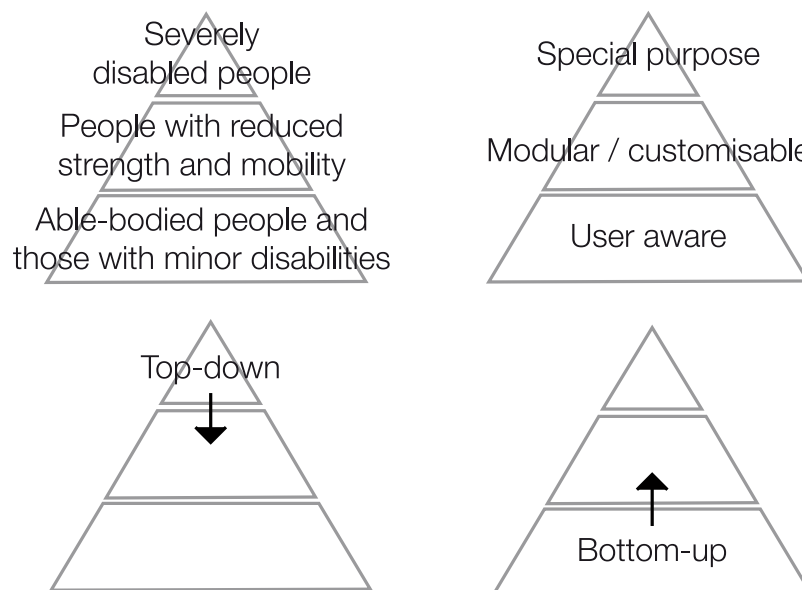 Severely
disabled people
People with reduced
strength and mobility
Able-bodied people and
those with minor disabilities
Special purpose
Modular / customisable
User aware
Top-down
Bottom-up